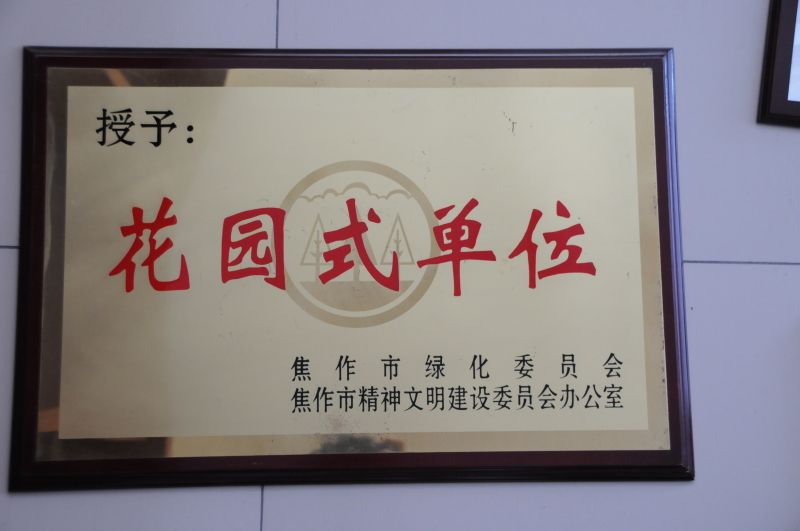 授予：
花园式单位
焦作市绿化委员会
焦作市精神文明建设委员会办公室